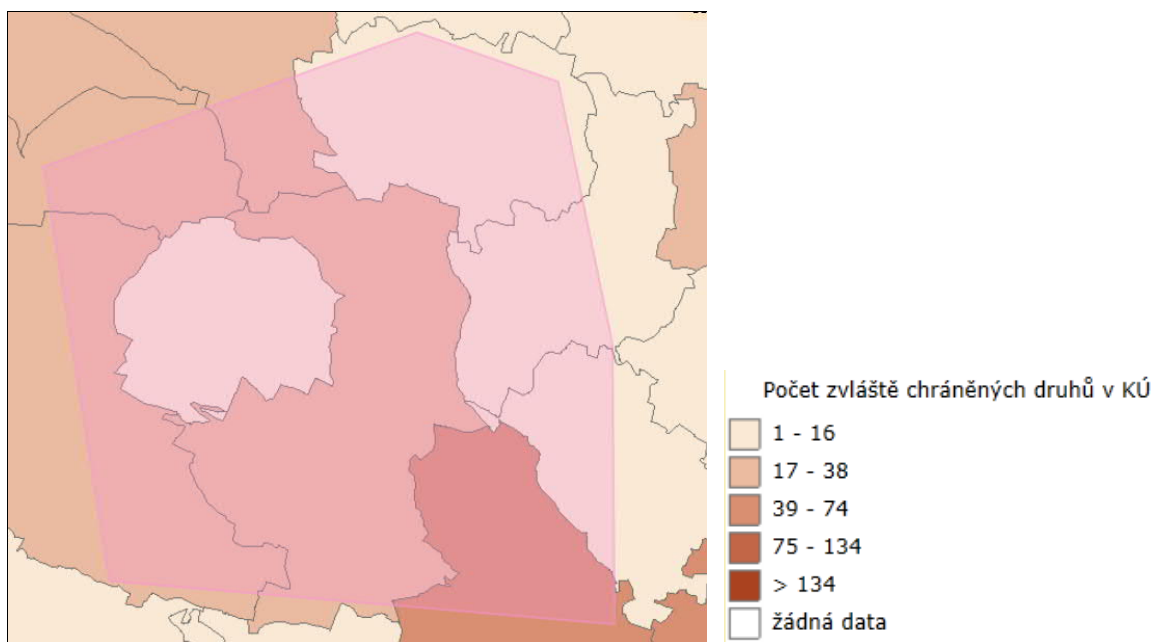 Počet zvláště chráněných druhů v KÚ
1 - 16
17 - 38
39 - 74
75 - 134
> 134
žádná data